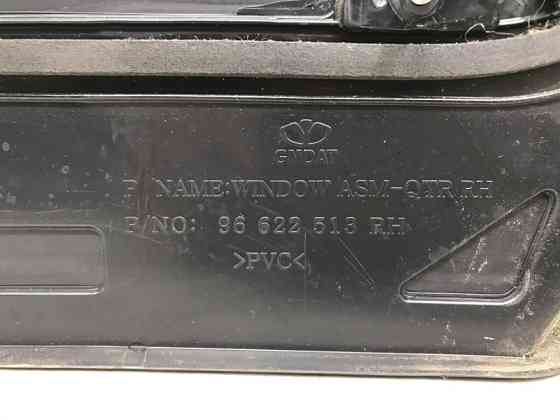 GMDAT
P/NAME:WINDOW ASM-QTR RH
P/NO: 96 622 513 RH
>PVC<